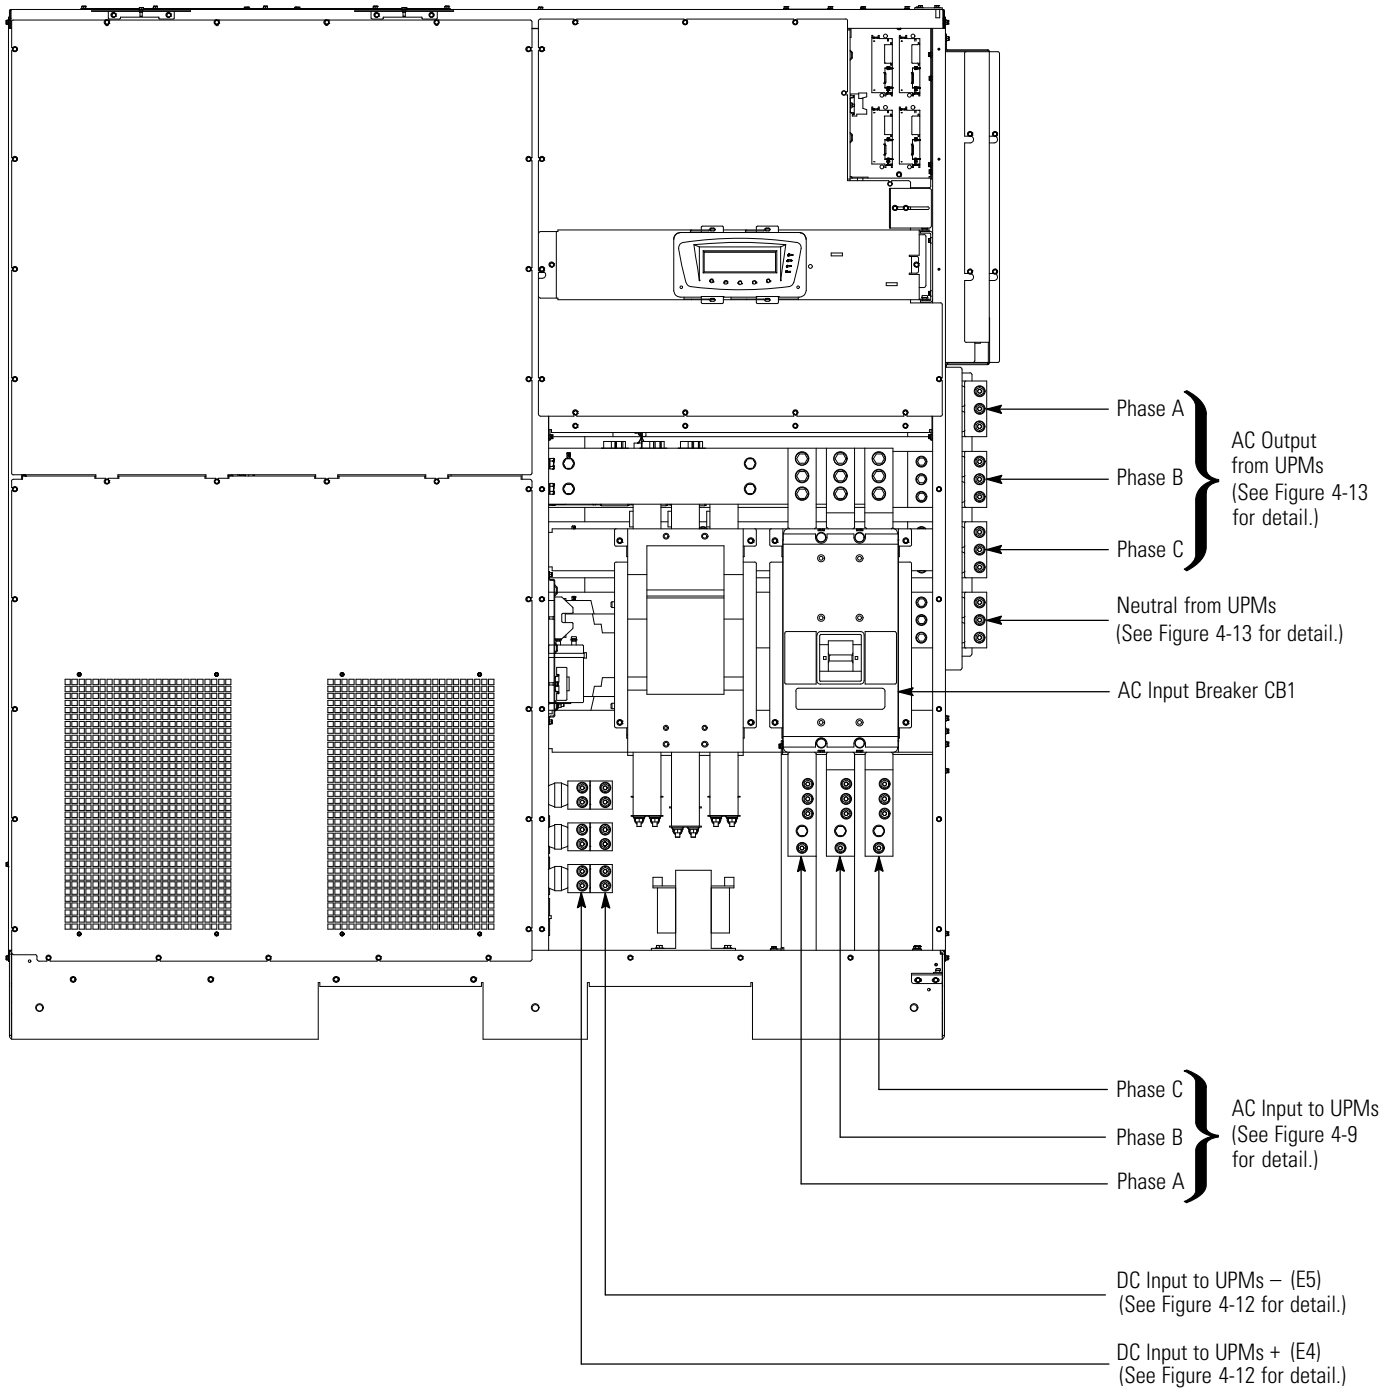 Phase A
Phase B
Phase C
AC Output
from UPMs
(See Figure 4-13
for detail.)
Neutral from UPMs
(See Figure 4-13 for detail.)
AC Input Breaker CB1
Phase C
Phase B
Phase A
AC Input to UPMs
(See Figure 4-9
for detail.)
DC Input to UPMs – (E5)
(See Figure 4-12 for detail.)
DC Input to UPMs + (E4)
(See Figure 4-12 for detail.)